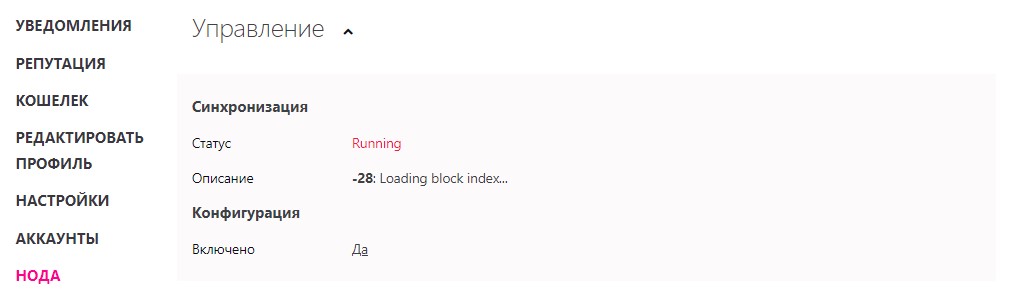 УВЕДОМЛЕНИЯ
РЕПУТАЦИЯ
КОШЕЛЕК
РЕДАКТИРОВАТЬ
ПРОФИЛЬ
НАСТРОЙКИ
АККАУНТЫ
НОДА
Управление
Синхронизация
Статус Running
Описание -28: Loading block index...
Конфигурация
Включено Да